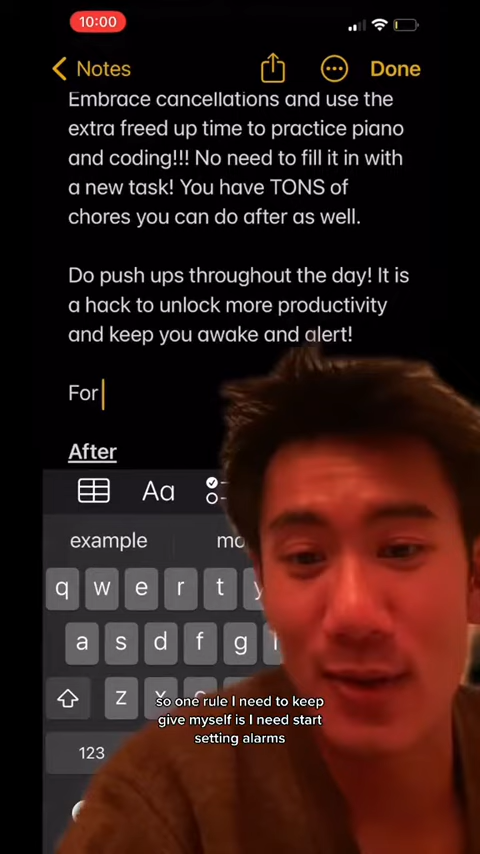 10:00
Notes
Done
Embrace cancellations and use the
extra freed up time to practice piano
and coding!!! No need to fill it in with
a new task! You have TONS of
chores you can do after as well.
Do push ups throughout the day! It is
a hack to unlock more productivity
and keep you awake and alert!
For
After
Aa
example
q w e r t y
a s d f g
z x
123
so one rule I need to keep
give myself is I need start
setting alarms